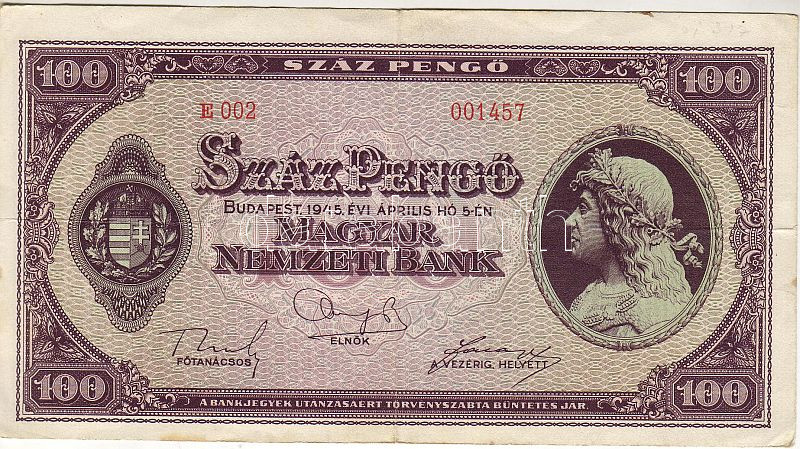 100 SZÁZ PENGŐ 100
E 002 001457
SZÁZ PENGŐ
BUDAPEST, 1945. ÉVI ÁPRILIS HÓ 5-ÉN
MAGYAR
NEMZETI BANK
ELNÖK
FŐTANÁCSOS
A VEZÉRIG. HELYETT
100 100
A BANKJEGYEK UTÁNZÁSAÉRT TÖRVÉNYSZABTA BÜNTETÉS JÁR.